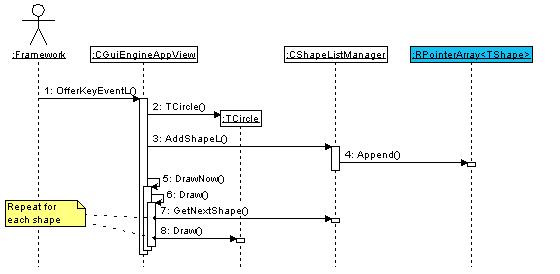 :Framework
:CGuiEngineAppView
:CShapeListManager
:RPointerArray<TShape>
1: OfferKeyEventL()
2: TCircle()
:TCircle
3: AddShapeL()
4: Append()
5: DrawNow()
6: Draw()
Repeat for
each shape
7: GetNextShape()
8: Draw()